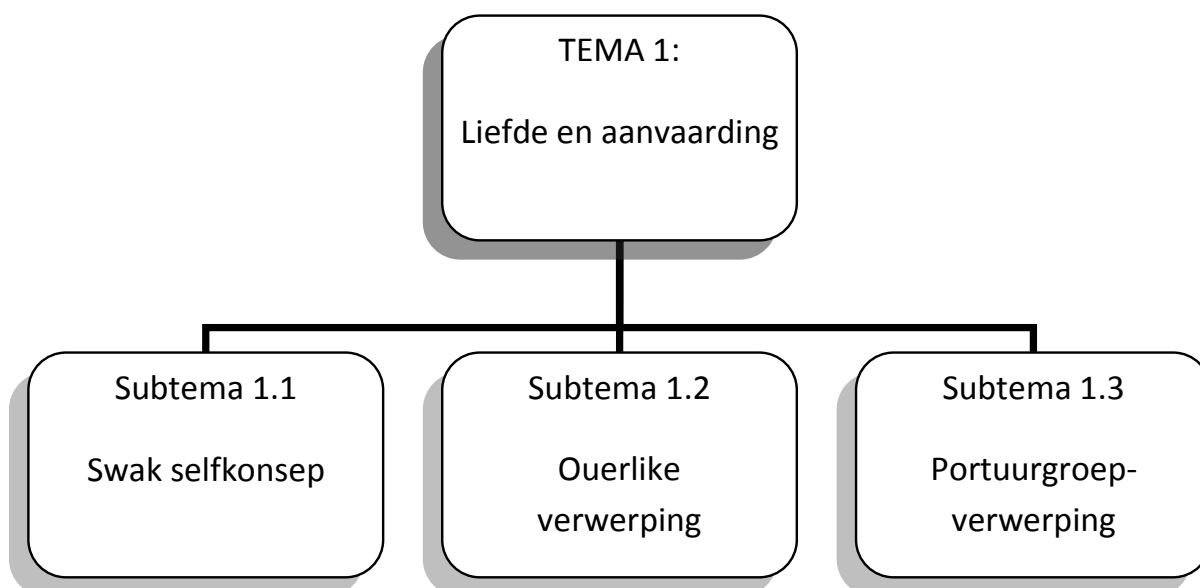 TEMA 1:
Liefde en aanvaarding
Subtema 1.1
Swak selfkonsep
Subtema 1.2
Ouerlike
verwerping
Subtema 1.3
Portuurgroep-
verwerping